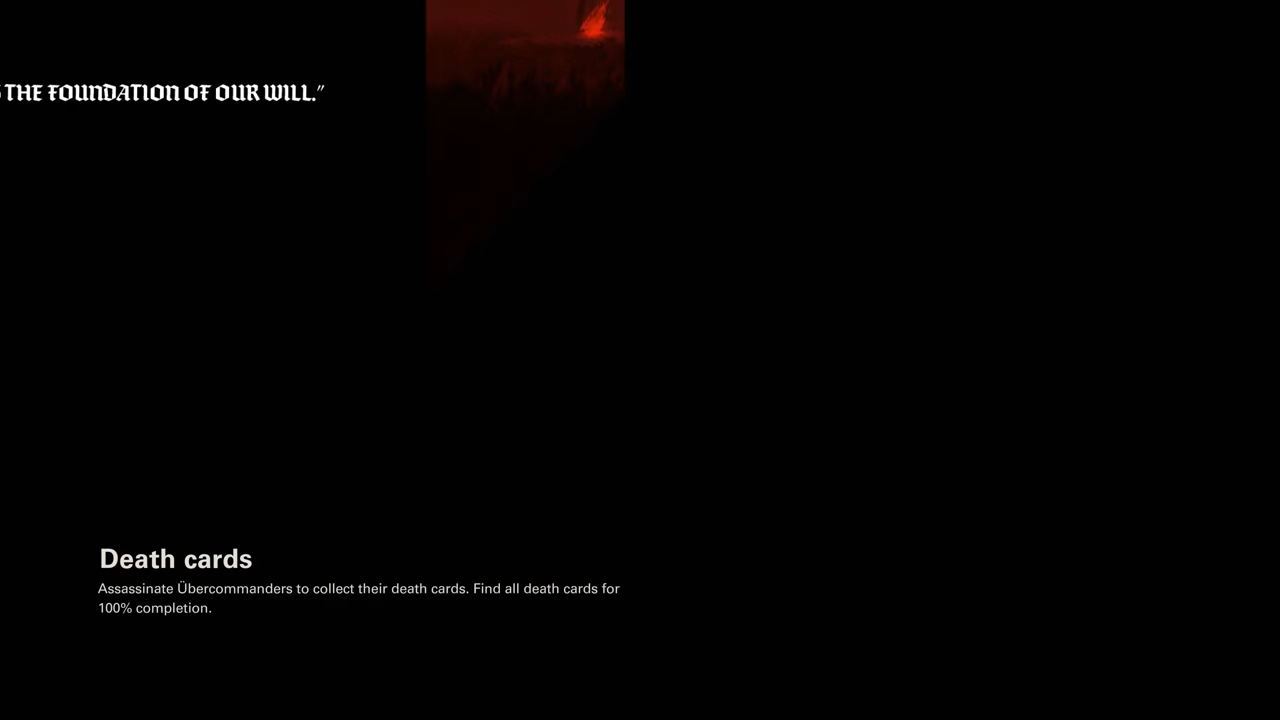 THE FOUNDATION OF OUR WILL.”
Death cards
Assassinate Übercommanders to collect their death cards. Find all death cards for
100% completion.